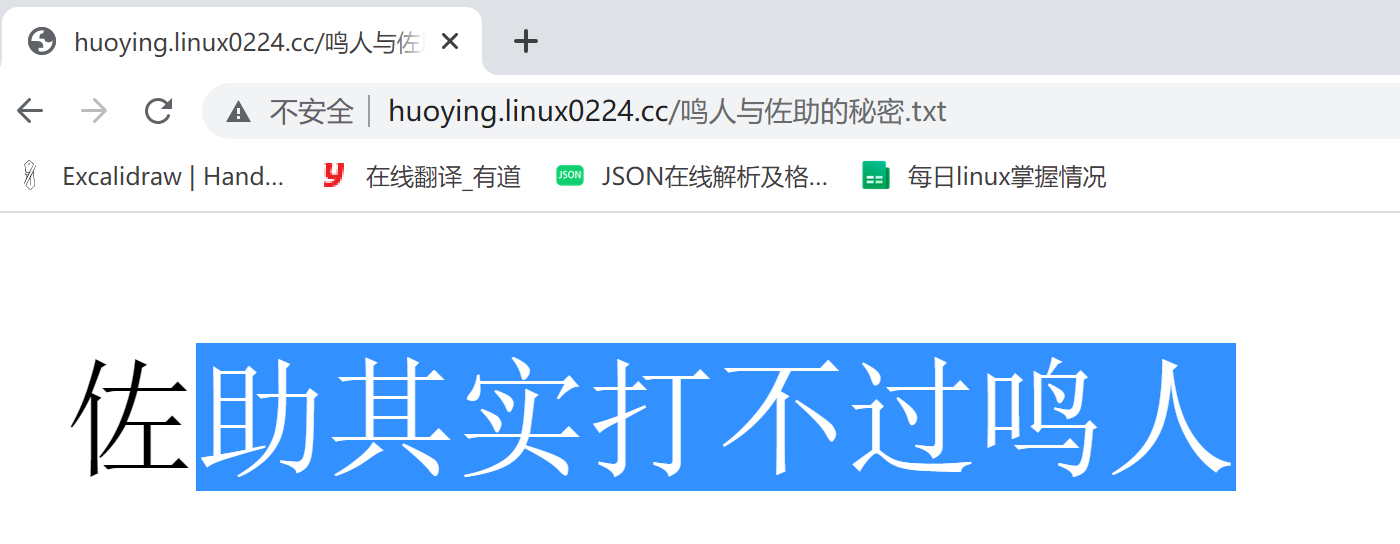 huoying.linux0224.cc/鸣人与佐
不安全 huoying.linux0224.cc/鸣人与佐助的秘密.txt
Excalidraw | Hand... 在线翻译_有道 JSON JSON在线解析及格... 每日linux掌握情况
佐助其实打不过鸣人